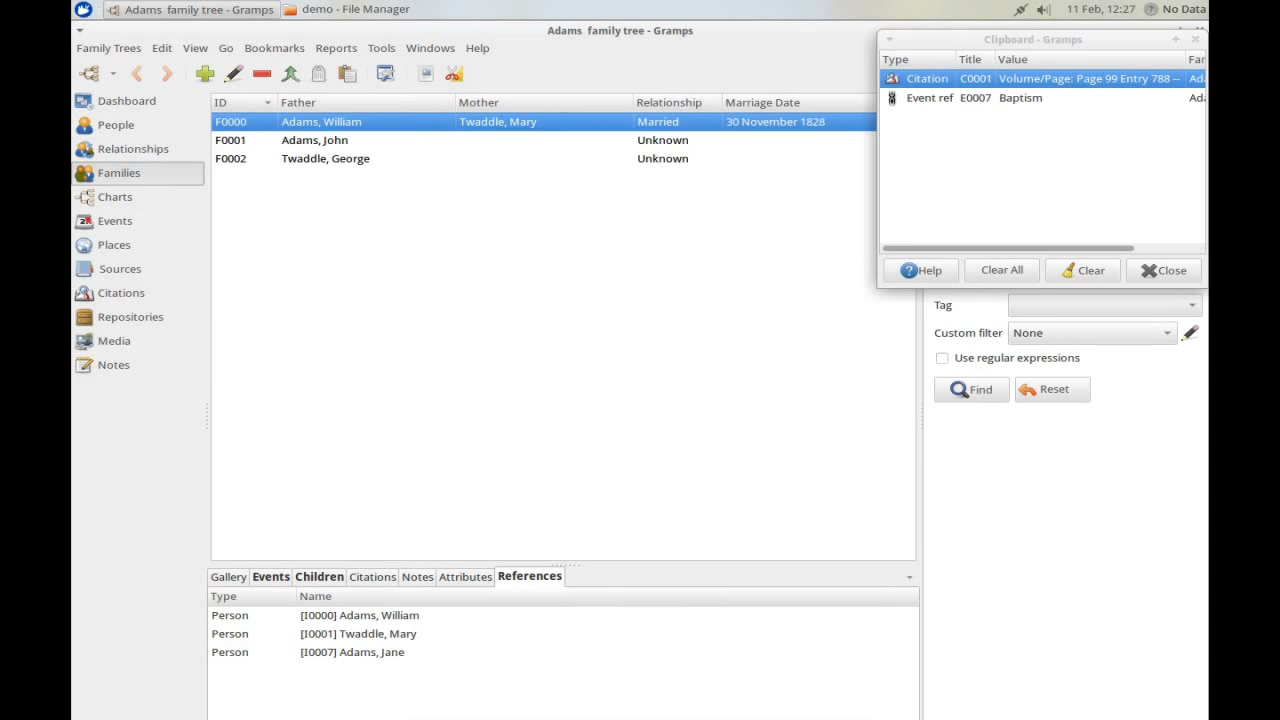 Adams family tree - Gramps demo - File Manager 11 Feb, 12:27 ? No Data
Adams family tree - Gramps
Family Trees Edit View Go Bookmarks Reports Tools Windows Help
Dashboard
People
Relationships
Families
Charts
Events
Places
Sources
Citations
Repositories
Media
Notes
ID Father Mother Relationship Marriage Date
F0000 Adams, William Twaddle, Mary Married 30 November 1828
F0001 Adams, John Unknown
F0002 Twaddle, George Unknown
Clipboard - Gramps
Type Title Value Far
Citation C0001 Volume/Page: Page 99 Entry 788 -- Ada
Event ref E0007 Baptism Ada
? Help Clear All Clear Close
Tag
Custom filter None
Use regular expressions
Find Reset
Gallery Events Children Citations Notes Attributes References
Type Name
Person [I0000] Adams, William
Person [I0001] Twaddle, Mary
Person [I0007] Adams, Jane